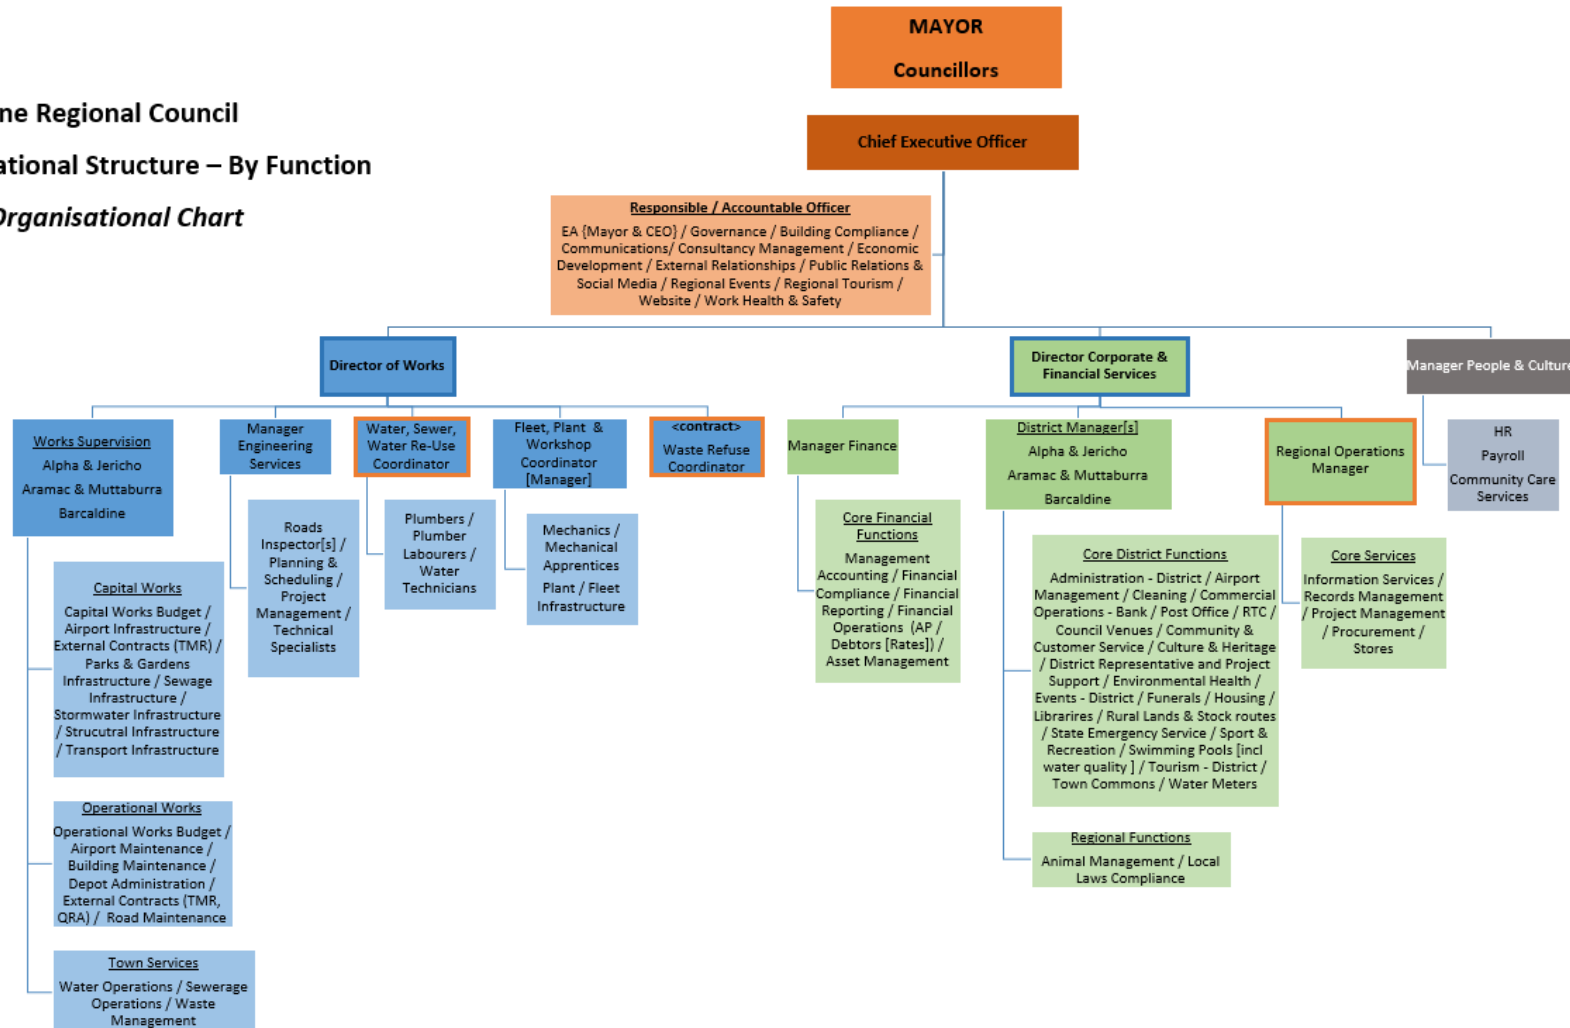 MAYOR
Councillors
ne Regional Council
ational Structure – By Function
Organisational Chart
Chief Executive Officer
Responsible / Accountable Officer
EA {Mayor & CEO} / Governance / Building Compliance /
Communications/ Consultancy Management / Economic
Development / External Relationships / Public Relations &
Social Media / Regional Events / Regional Tourism /
Website / Work Health & Safety
Director of Works
Director Corporate &
Financial Services
Manager People & Culture
Works Supervision
Alpha & Jericho
Aramac & Muttaburra
Barcaldine
Manager
Engineering
Services
Water, Sewer,
Water Re-Use
Coordinator
Fleet, Plant &
Workshop
Coordinator
[Manager]
<contract>
Waste Refuse
Coordinator
Manager Finance
District Manager[s]
Alpha & Jericho
Aramac & Muttaburra
Barcaldine
Regional Operations
Manager
HR
Payroll
Community Care
Services
Capital Works
Capital Works Budget /
Airport Infrastructure /
External Contracts (TMR) /
Parks & Gardens
Infrastructure / Sewage
Infrastructure /
Stormwater Infrastructure
/ Strucutral Infrastructure
/ Transport Infrastructure
Roads
Inspector[s] /
Planning &
Scheduling /
Project
Management /
Technical
Specialists
Plumbers /
Plumber
Labourers /
Water
Technicians
Mechanics /
Mechanical
Apprentices
Plant / Fleet
Infrastructure
Core Financial
Functions
Management
Accounting / Financial
Compliance / Financial
Reporting / Financial
Operations (AP /
Debtors [Rates]) /
Asset Management
Core District Functions
Administration - District / Airport
Management / Cleaning / Commercial
Operations - Bank / Post Office / RTC /
Council Venues / Community &
Customer Service / Culture & Heritage
/ District Representative and Project
Support / Environmental Health /
Events - District / Funerals / Housing /
Librarires / Rural Lands & Stock routes
/ State Emergency Service / Sport &
Recreation / Swimming Pools [incl
water quality ] / Tourism - District /
Town Commons / Water Meters
Core Services
Information Services /
Records Management
/ Project Management
/ Procurement /
Stores
Operational Works
Operational Works Budget /
Airport Maintenance /
Building Maintenance /
Depot Administration /
External Contracts (TMR,
QRA) / Road Maintenance
Regional Functions
Animal Management / Local
Laws Compliance
Town Services
Water Operations / Sewerage
Operations / Waste
Management